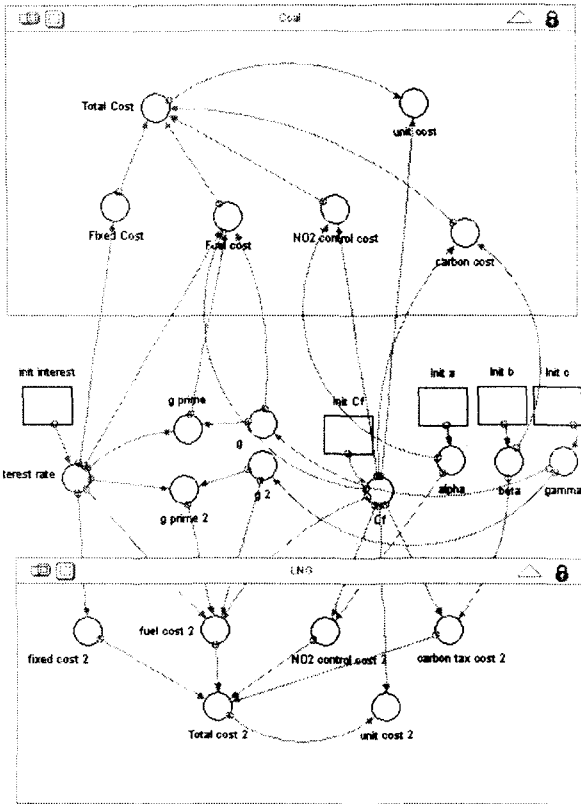 Coal
Total Cost
unit cost
Fixed Cost
Fuel cost
NO2 control cost
carbon cost
init interest
g prime
g
Init Cf
Init a
Init b
Init c
terest rate
g prime 2
g 2
Cf
alpha
beta
gamma
LNG
fixed cost 2
fuel cost 2
NO2 control cost 2
carbon tax cost 2
Total cost 2
unit cost 2